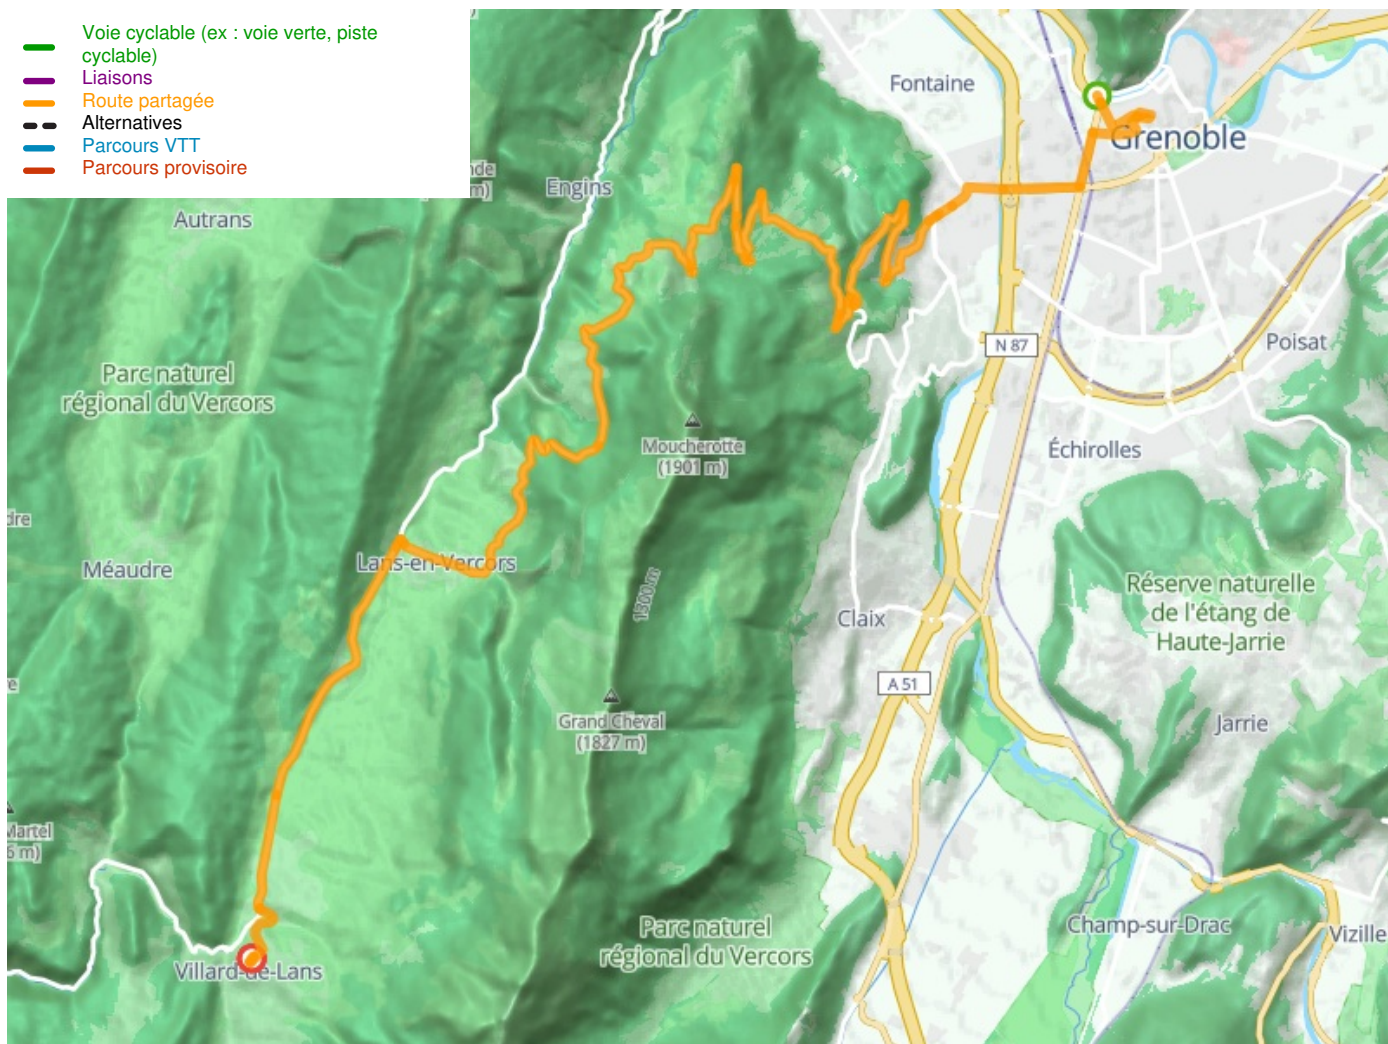 Voie cyclable (ex : voie verte, piste
cyclable)
Liaisons
Route partagée
Alternatives
Parcours VTT
Parcours provisoire
Fontaine
Grenoble
Engins
Autrans
N 87
Poisat
Parc naturel
régional du Vercors
Moucherotte
(1901 m)
Échirolles
Lans-en-Vercors
Méaudre
1500 m
Réserve naturelle
de l'étang de
Haute-Jarrie
Claix
A 51
Grand Cheval
(1827 m)
Jarrie
Martel
6 m)
Parc naturel
régional du Vercors
Champ-sur-Drac
Vizille
Villard-de-Lans